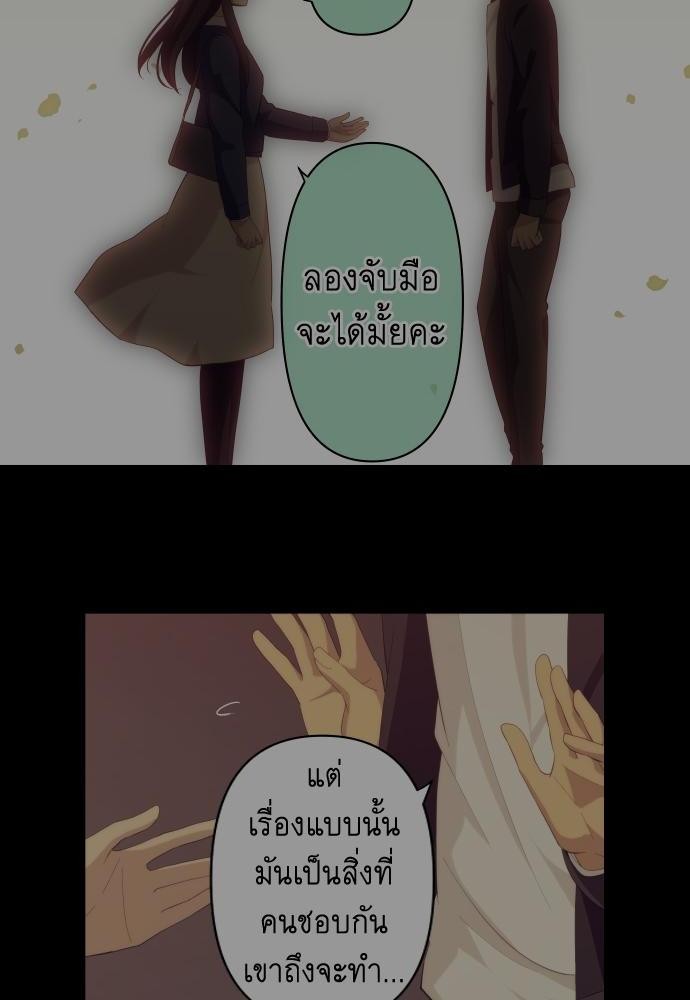 ลองจับมือ
จะได้มั้ยคะ
แต่
เรื่องแบบนั้น
มันเป็นสิ่งที่
คนชอบกัน
เขาถึงจะทำ...